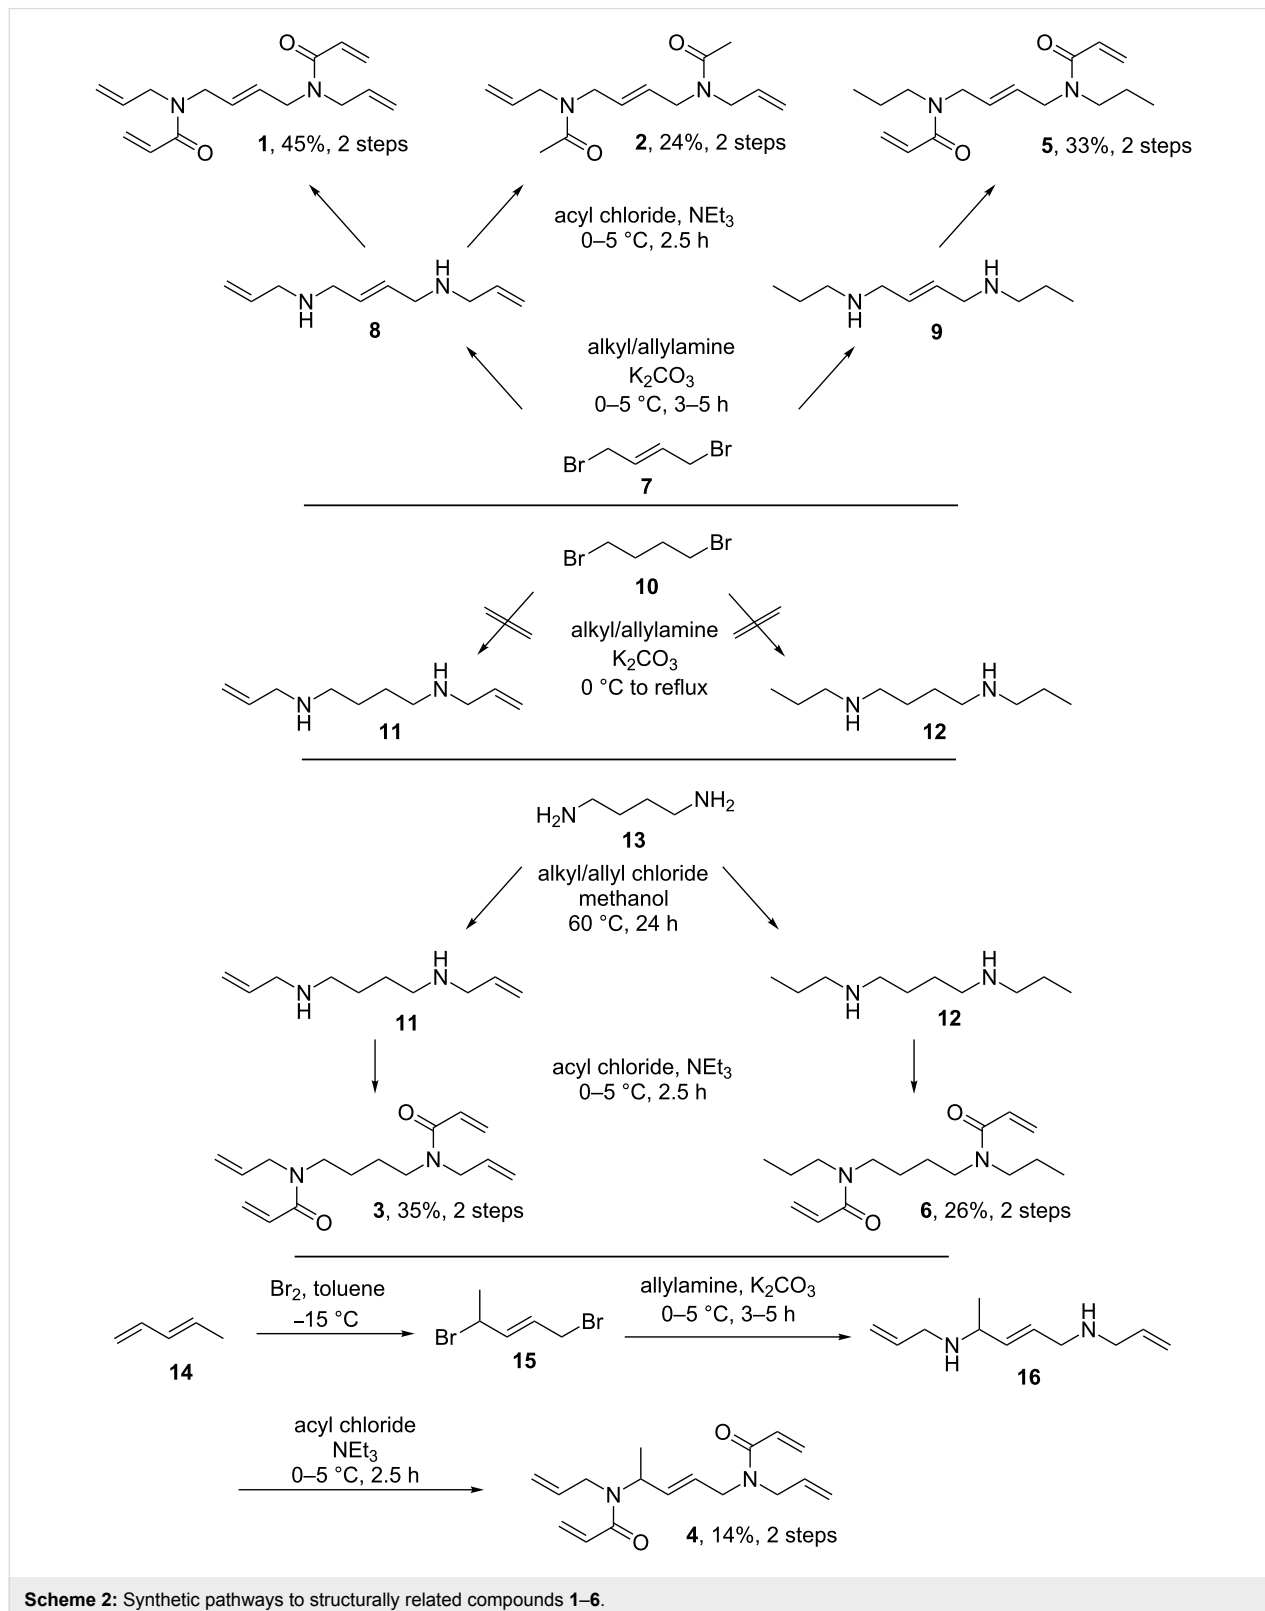 O
N
N
O
1, 45%, 2 steps
O
N
N
O
2, 24%, 2 steps
O
N
N
O
5, 33%, 2 steps
acyl chloride, NEt3
0–5 °C, 2.5 h
H
N
N
H
8
H
N
N
H
9
alkyl/allylamine
K2CO3
0–5 °C, 3–5 h
Br
Br
7
Br
Br
10
alkyl/allylamine
K2CO3
0 °C to reflux
H
N
N
H
11
H
N
N
H
12
H2N
NH2
13
alkyl/allyl chloride
methanol
60 °C, 24 h
H
N
N
H
11
H
N
N
H
12
acyl chloride, NEt3
0–5 °C, 2.5 h
O
N
N
O
3, 35%, 2 steps
O
N
N
O
6, 26%, 2 steps
14
Br2, toluene
–15 °C
Br
Br
15
allylamine, K2CO3
0–5 °C, 3–5 h
H
N
N
H
16
acyl chloride
NEt3
0–5 °C, 2.5 h
O
N
N
O
4, 14%, 2 steps
Scheme 2: Synthetic pathways to structurally related compounds 1–6.